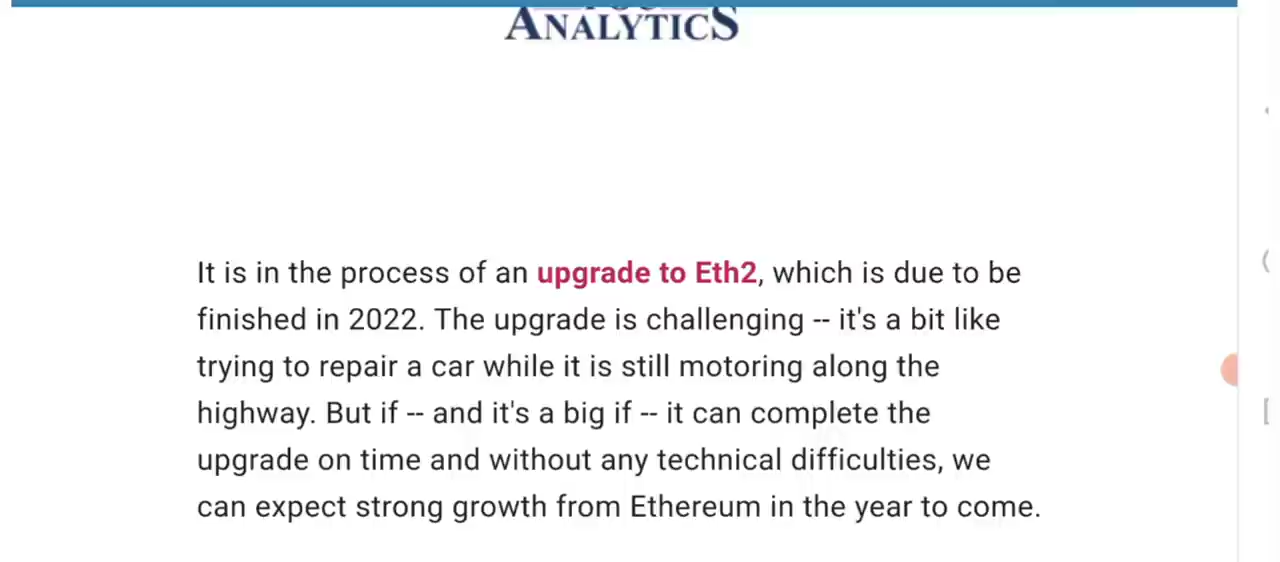 ANALYTICS
It is in the process of an upgrade to Eth2, which is due to be
finished in 2022. The upgrade is challenging -- it's a bit like
trying to repair a car while it is still motoring along the
highway. But if -- and it's a big if -- it can complete the
upgrade on time and without any technical difficulties, we
can expect strong growth from Ethereum in the year to come.